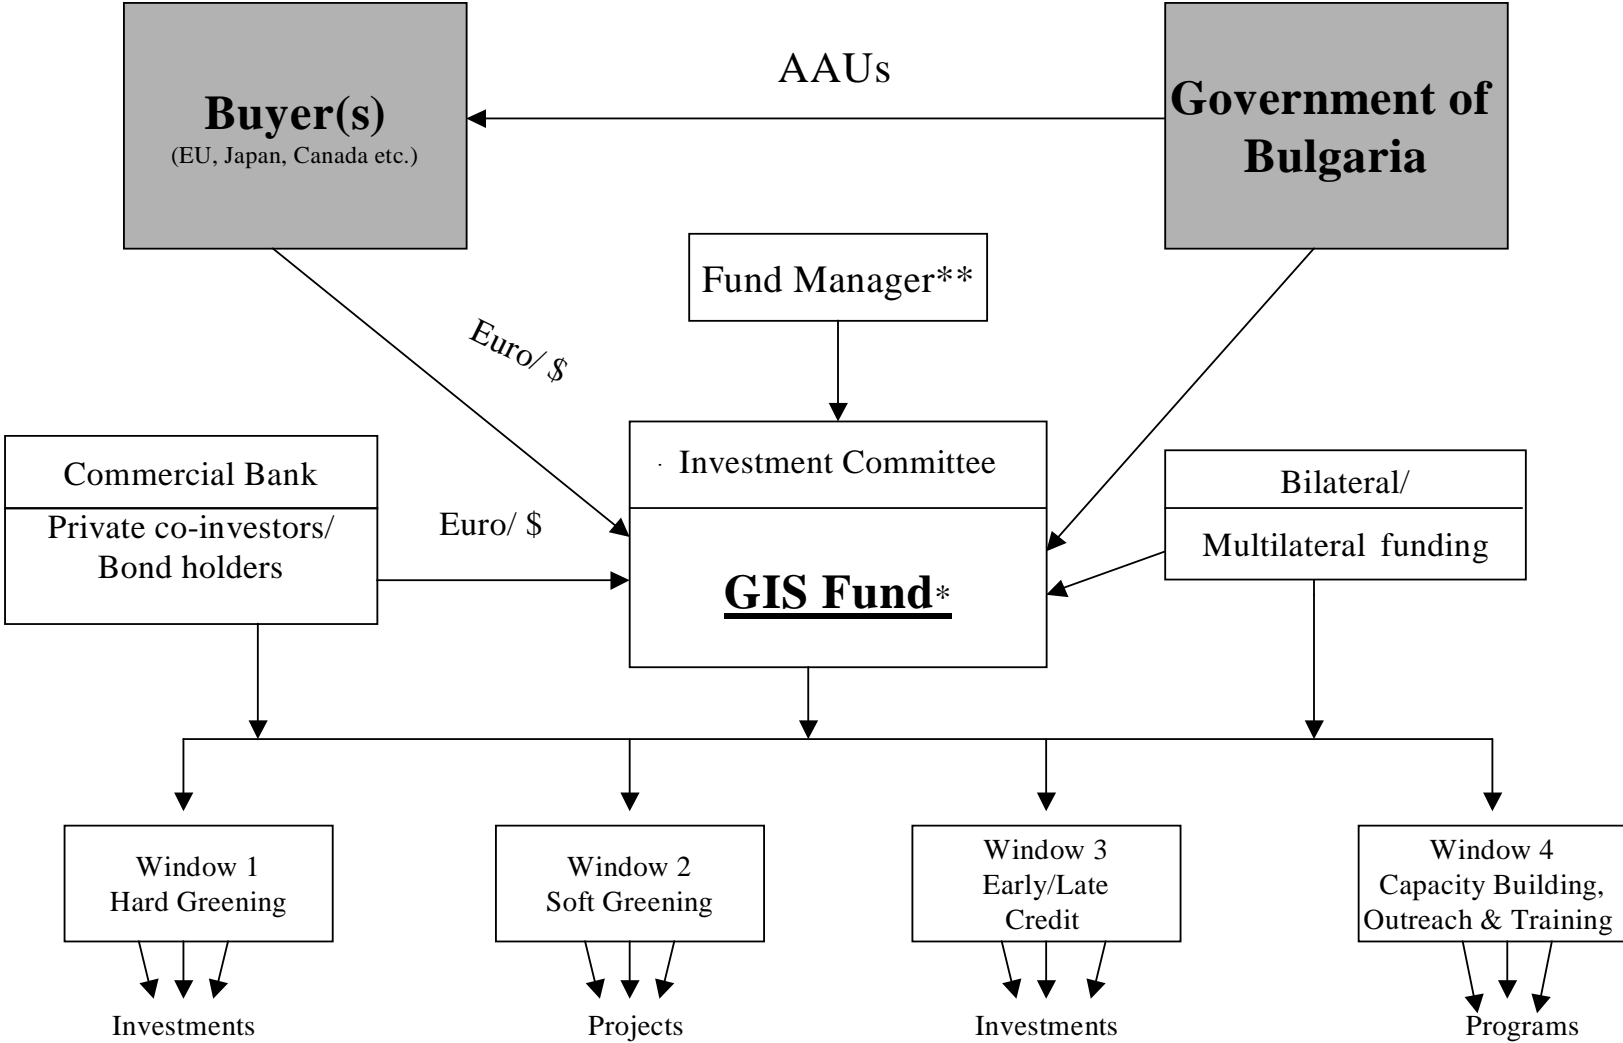 AAUs
Buyer(s)
(EU, Japan, Canada etc.)
Government of
Bulgaria
Fund Manager**
Euro/ $
Commercial Bank
Private co-investors/
Bond holders
Euro/ $
Investment Committee
GIS Fund*
Bilateral/
Multilateral funding
Window 1
Hard Greening
Window 2
Soft Greening
Window 3
Early/Late
Credit
Window 4
Capacity Building,
Outreach & Training
Investments
Projects
Investments
Programs